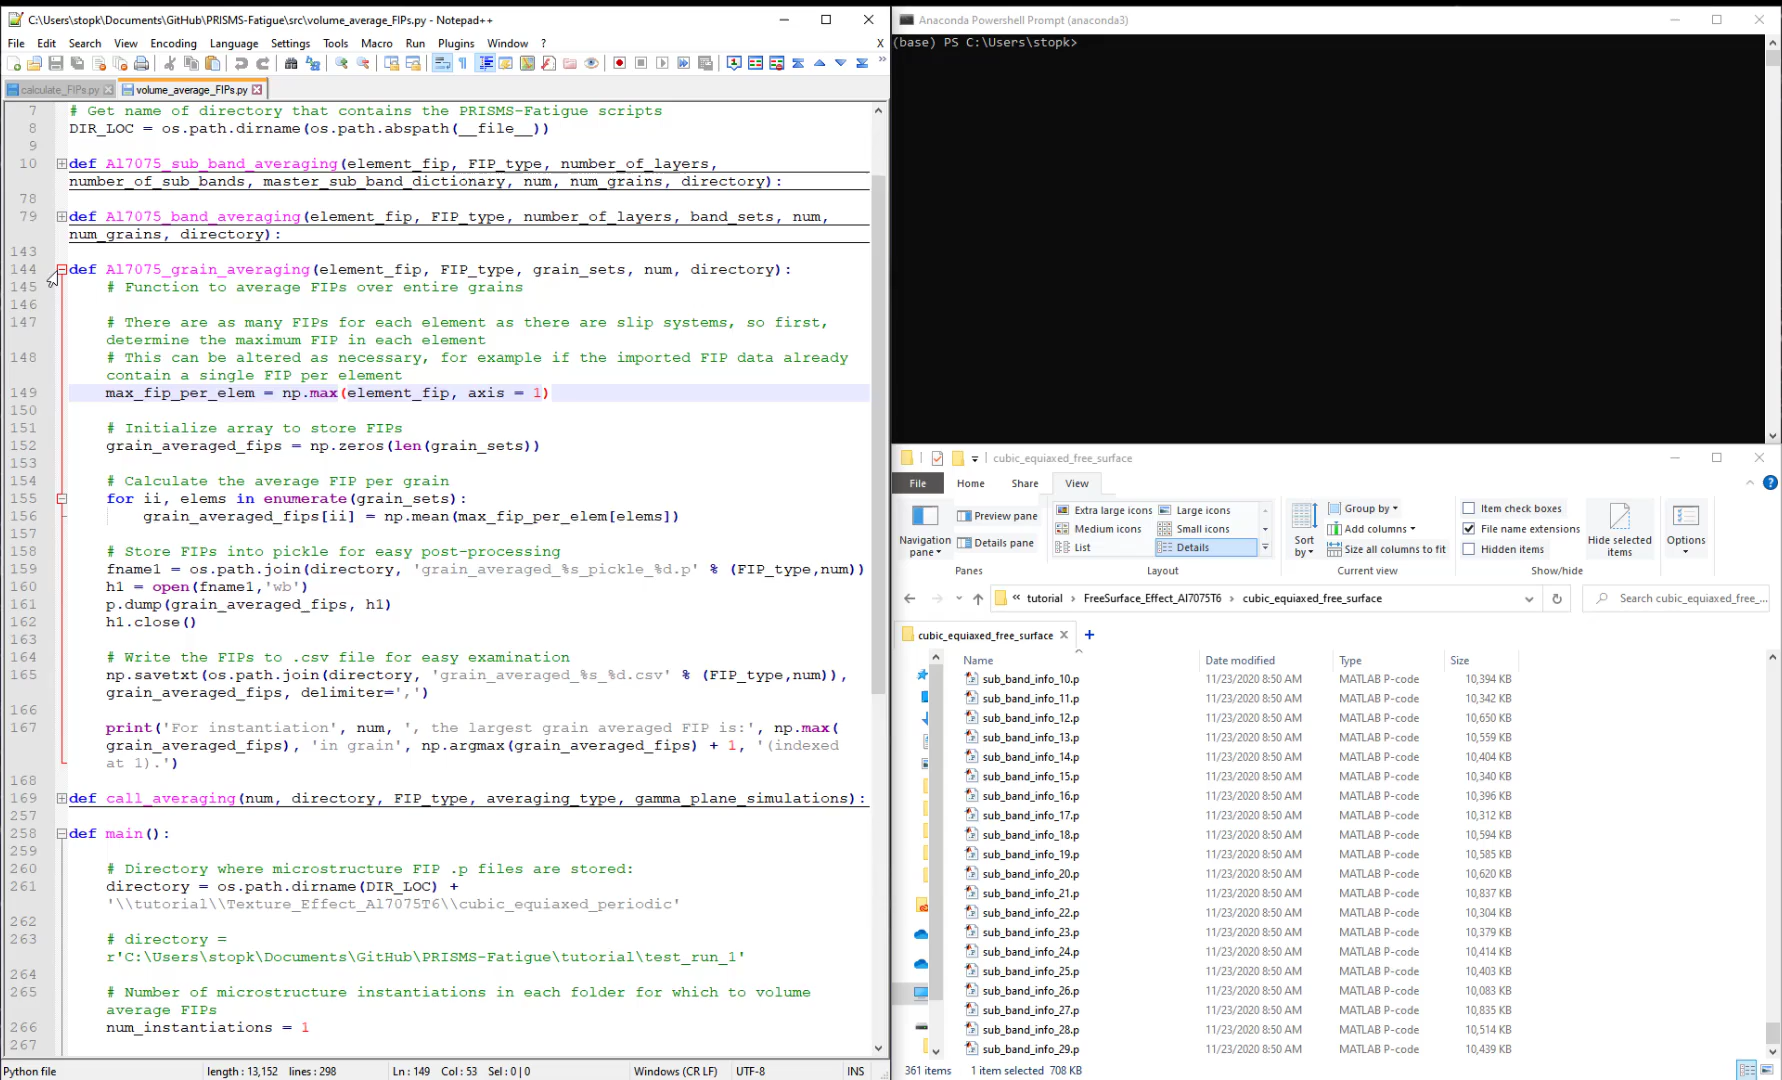 C:\Users\stopk\Documents\GitHub\PRISMS-Fatigue\src\volume_average_FIPs.py - Notepad++
File Edit Search View Encoding Language Settings Tools Macro Run Plugins Window ? X
calculate_FIPs.py volume_average_FIPs.py
7 # Get name of directory that contains the PRISMS-Fatigue scripts
8 DIR_LOC = os.path.dirname(os.path.abspath(__file__))
9
10 def Al7075_sub_band_averaging(element_fip, FIP_type, number_of_layers,
number_of_sub_bands, master_sub_band_dictionary, num, num_grains, directory):
78
79 def Al7075_band_averaging(element_fip, FIP_type, number_of_layers, band_sets, num,
num_grains, directory):
143
144 def Al7075_grain_averaging(element_fip, FIP_type, grain_sets, num, directory):
145 # Function to average FIPs over entire grains
146
147 # There are as many FIPs for each element as there are slip systems, so first,
determine the maximum FIP in each element
148 # This can be altered as necessary, for example if the imported FIP data already
contain a single FIP per element
149 max_fip_per_elem = np.max(element_fip, axis = 1)
150
151 # Initialize array to store FIPs
152 grain_averaged_fips = np.zeros(len(grain_sets))
153
154 # Calculate the average FIP per grain
155 for ii, elems in enumerate(grain_sets):
156 grain_averaged_fips[ii] = np.mean(max_fip_per_elem[elems])
157
158 # Store FIPs into pickle for easy post-processing
159 fname1 = os.path.join(directory, 'grain_averaged_%s_pickle_%d.p' % (FIP_type,num))
160 h1 = open(fname1,'wb')
161 p.dump(grain_averaged_fips, h1)
162 h1.close()
163
164 # Write the FIPs to .csv file for easy examination
165 np.savetxt(os.path.join(directory, 'grain_averaged_%s_%d.csv' % (FIP_type,num)),
grain_averaged_fips, delimiter=',')
166
167 print('For instantiation', num, ', the largest grain averaged FIP is:', np.max(
grain_averaged_fips), 'in grain', np.argmax(grain_averaged_fips) + 1, '(indexed
at 1).')
168
169 def call_averaging(num, directory, FIP_type, averaging_type, gamma_plane_simulations):
257
258 def main():
259
260 # Directory where microstructure FIP .p files are stored:
261 directory = os.path.dirname(DIR_LOC) +
'\\tutorial\\Texture_Effect_Al7075T6\\cubic_equiaxed_periodic'
262
263 # directory =
r'C:\Users\stopk\Documents\GitHub\PRISMS-Fatigue\tutorial\test_run_1'
264
265 # Number of microstructure instantiations in each folder for which to volume
average FIPs
266 num_instantiations = 1
267
Python file length : 13,152 lines : 298 Ln : 149 Col : 53 Sel : 0 | 0 Windows (CR LF) UTF-8 INS
Anaconda Powershell Prompt (anaconda3)
(base) PS C:\Users\stopk>
cubic_equiaxed_free_surface
File Home Share View
Navigation pane Preview pane Details pane
Panes
Extra large icons Large icons
Medium icons Small icons
List Details
Layout
Sort by Group by Add columns Size all columns to fit
Current view
Item check boxes
File name extensions
Hidden items
Hide selected items
Show/hide
Options
« tutorial FreeSurface_Effect_Al7075T6 cubic_equiaxed_free_surface Search cubic_equiaxed_free_...
cubic_equiaxed_free_surface
Name Date modified Type Size
sub_band_info_10.p 11/23/2020 8:50 AM MATLAB P-code 10,394 KB
sub_band_info_11.p 11/23/2020 8:50 AM MATLAB P-code 10,342 KB
sub_band_info_12.p 11/23/2020 8:50 AM MATLAB P-code 10,650 KB
sub_band_info_13.p 11/23/2020 8:50 AM MATLAB P-code 10,559 KB
sub_band_info_14.p 11/23/2020 8:50 AM MATLAB P-code 10,404 KB
sub_band_info_15.p 11/23/2020 8:50 AM MATLAB P-code 10,340 KB
sub_band_info_16.p 11/23/2020 8:50 AM MATLAB P-code 10,396 KB
sub_band_info_17.p 11/23/2020 8:50 AM MATLAB P-code 10,312 KB
sub_band_info_18.p 11/23/2020 8:50 AM MATLAB P-code 10,594 KB
sub_band_info_19.p 11/23/2020 8:50 AM MATLAB P-code 10,585 KB
sub_band_info_20.p 11/23/2020 8:50 AM MATLAB P-code 10,620 KB
sub_band_info_21.p 11/23/2020 8:50 AM MATLAB P-code 10,837 KB
sub_band_info_22.p 11/23/2020 8:50 AM MATLAB P-code 10,304 KB
sub_band_info_23.p 11/23/2020 8:50 AM MATLAB P-code 10,379 KB
sub_band_info_24.p 11/23/2020 8:50 AM MATLAB P-code 10,414 KB
sub_band_info_25.p 11/23/2020 8:50 AM MATLAB P-code 10,403 KB
sub_band_info_26.p 11/23/2020 8:50 AM MATLAB P-code 10,083 KB
sub_band_info_27.p 11/23/2020 8:50 AM MATLAB P-code 10,835 KB
sub_band_info_28.p 11/23/2020 8:50 AM MATLAB P-code 10,514 KB
sub_band_info_29.p 11/23/2020 8:50 AM MATLAB P-code 10,439 KB
361 items 1 item selected 708 KB